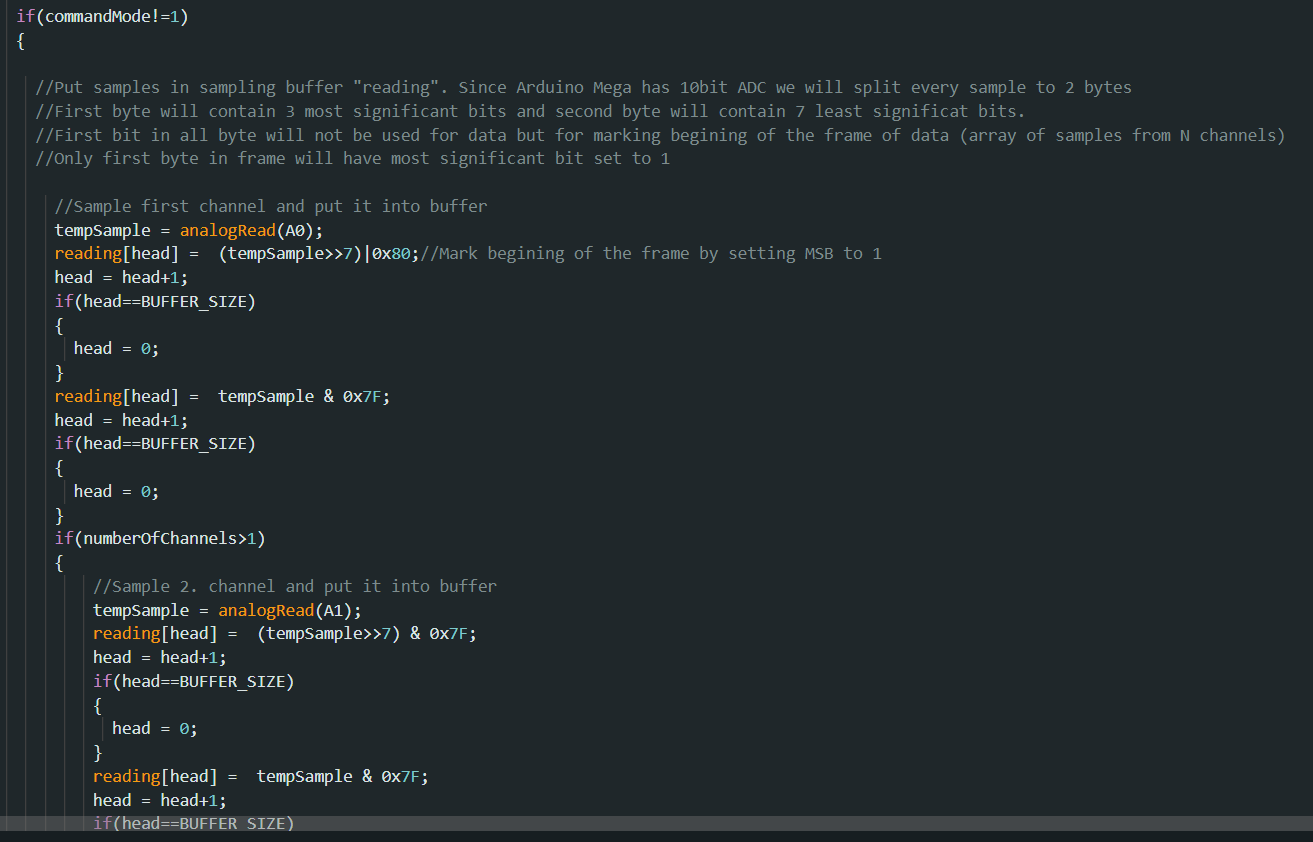 if(commandMode!=1)
{
//Put samples in sampling buffer "reading". Since Arduino Mega has 10bit ADC we will split every sample to 2 bytes
//First byte will contain 3 most significant bits and second byte will contain 7 least significat bits.
//First bit in all byte will not be used for data but for marking begining of the frame of data (array of samples from N channels)
//Only first byte in frame will have most significant bit set to 1
//Sample first channel and put it into buffer
tempSample = analogRead(A0);
reading[head] =  (tempSample>>7)|0x80;//Mark begining of the frame by setting MSB to 1
head = head+1;
if(head==BUFFER_SIZE)
{
head = 0;
}
reading[head] =  tempSample & 0x7F;
head = head+1;
if(head==BUFFER_SIZE)
{
head = 0;
}
if(numberOfChannels>1)
{
//Sample 2. channel and put it into buffer
tempSample = analogRead(A1);
reading[head] =  (tempSample>>7) & 0x7F;
head = head+1;
if(head==BUFFER_SIZE)
{
head = 0;
}
reading[head] =  tempSample & 0x7F;
head = head+1;
if(head==BUFFER_SIZE)